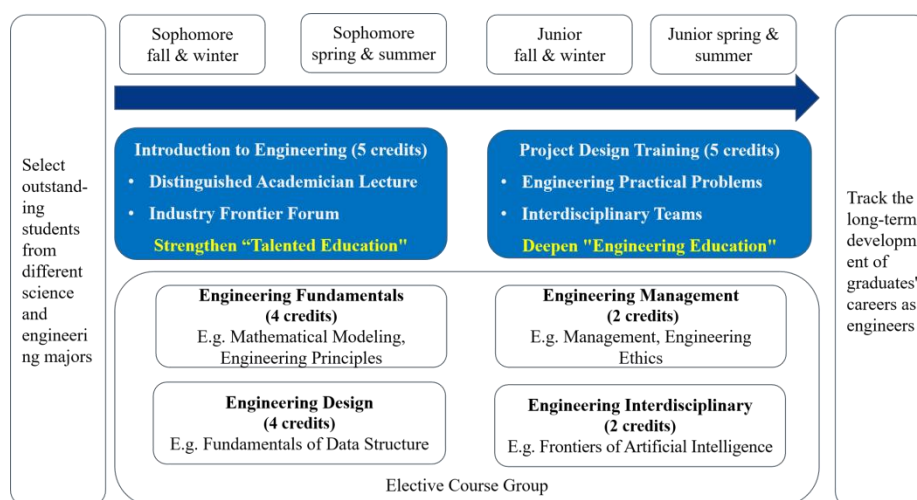 Select
outstand-
ing
students
from
different
science
and
engineeri
ng majors
Sophomore
fall & winter
Sophomore
spring & summer
Junior
fall & winter
Junior spring &
summer
Introduction to Engineering (5 credits)
• Distinguished Academician Lecture
• Industry Frontier Forum
Strengthen “Talented Education"
Project Design Training (5 credits)
• Engineering Practical Problems
• Interdisciplinary Teams
Deepen "Engineering Education"
Engineering Fundamentals
(4 credits)
E.g. Mathematical Modeling,
Engineering Principles
Engineering Management
(2 credits)
E.g. Management, Engineering
Ethics
Engineering Design
(4 credits)
E.g. Fundamentals of Data Structure
Engineering Interdisciplinary
(2 credits)
E.g. Frontiers of Artificial Intelligence
Elective Course Group
Track the
long-term
developm
ent of
graduates'
careers as
engineers